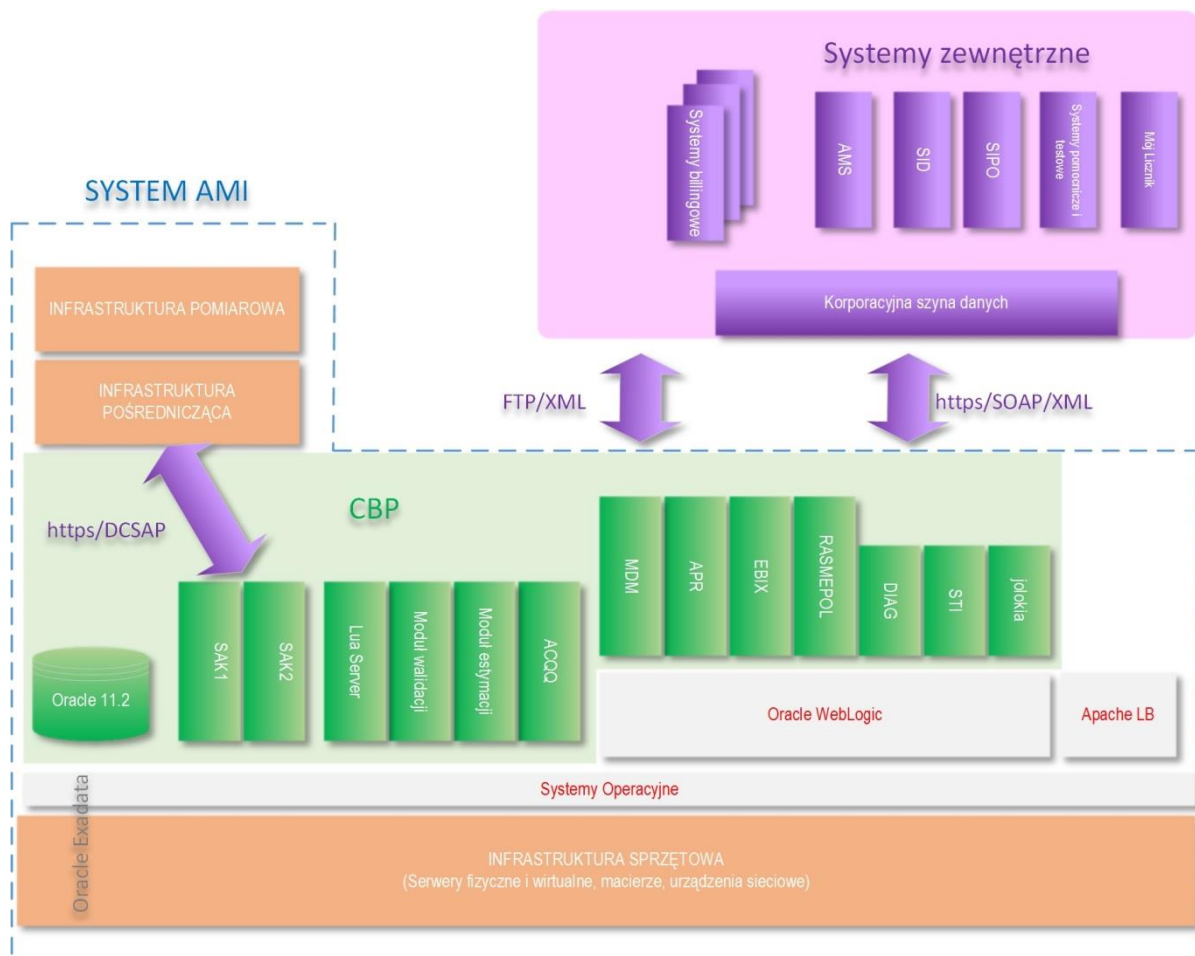 Systemy zewnętrzne
Systemy billingowe
AMS
SID
SIPO
Systemy pomocnicze i
testowe
Mój Licznik
Korporacyjna szyna danych
SYSTEM AMI
INFRASTRUKTURA POMIAROWA
INFRASTRUKTURA
POŚREDNICZĄCA
FTP/XML
https/SOAP/XML
https/DCSAP
CBP
Oracle 11.2
SAK1
SAK2
Lua Server
Moduł walidacji
Moduł estymacji
ACQQ
MDM
APR
EBIX
RASMEPOL
DIAG
STI
jolokia
Oracle WebLogic
Apache LB
Systemy Operacyjne
Oracle Exadata
INFRASTRUKTURA SPRZĘTOWA
(Serwery fizyczne i wirtualne, macierze, urządzenia sieciowe)